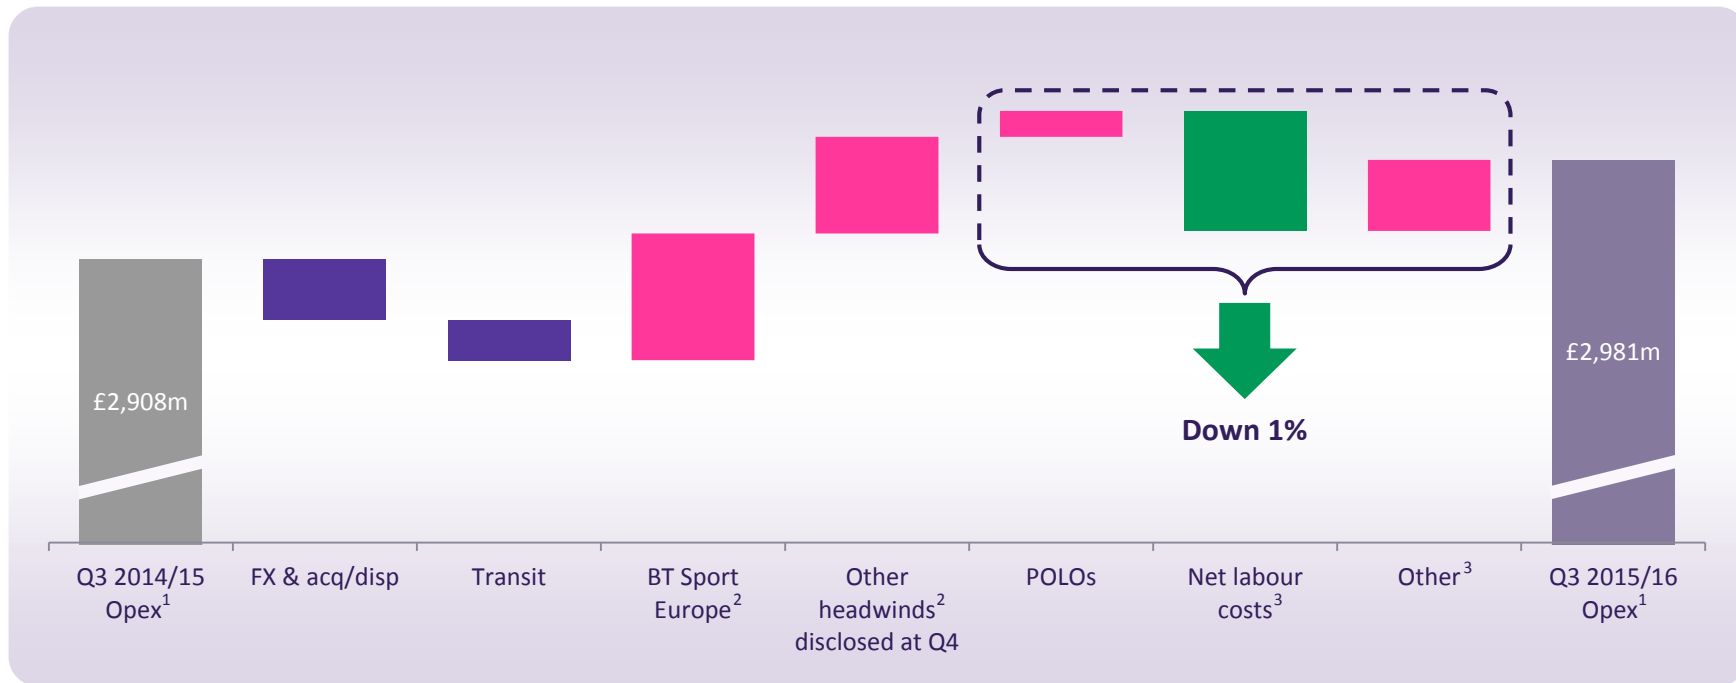 £2,908m
£2,981m
Down 1%
Q3 2014/15
Opex¹
FX & acq/disp
Transit
BT Sport
Europe²
Other
headwinds²
disclosed at Q4
POLOs
Net labour
costs³
Other³
Q3 2015/16
Opex¹